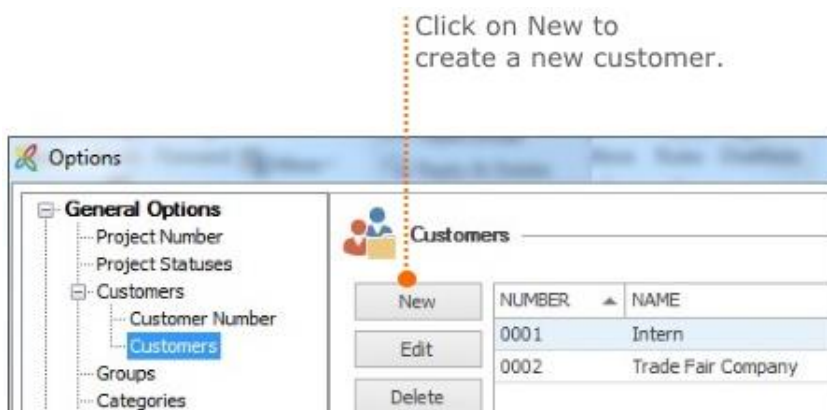 Click on New to
create a new customer.
Options
General Options
Project Number
Project Statuses
Customers
Customer Number
Customers
Groups
Categories
Customers
New
Edit
Delete
NUMBER NAME
0001 Intern
0002 Trade Fair Company